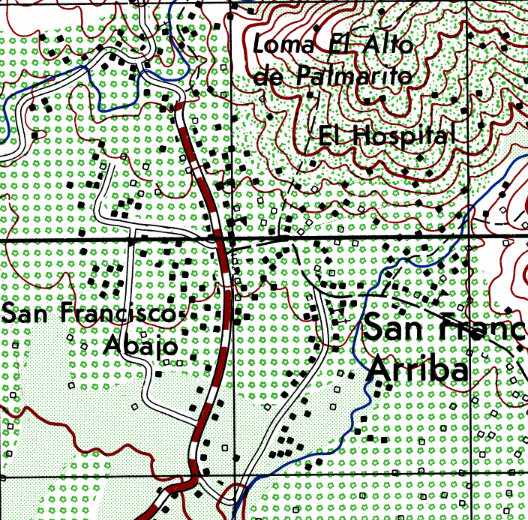 Loma El Alto
de Palmarito
El Hospital
San Francisco
Abajo
San Franc
Arriba